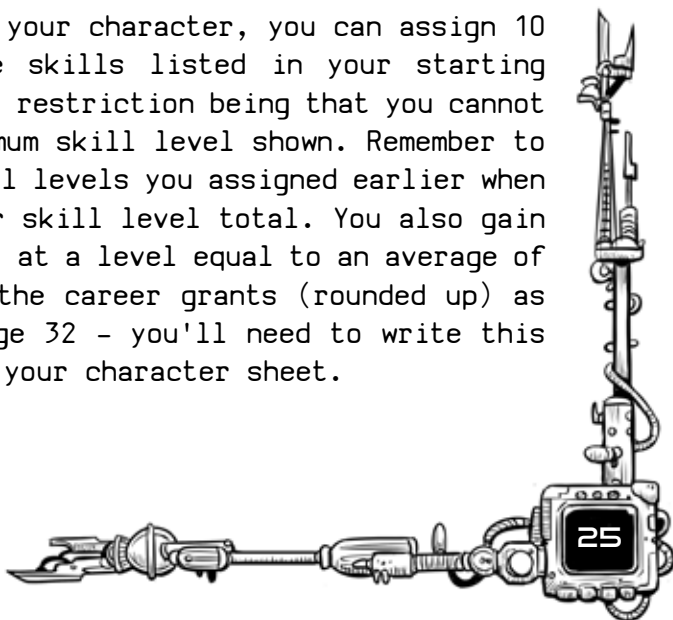 your character, you can assign 10
skills listed in your starting
restriction being that you cannot
skill level shown. Remember to
levels you assigned earlier when
skill level total. You also gain
at a level equal to an average of
the career grants (rounded up) as
32 – you'll need to write this
your character sheet.
25